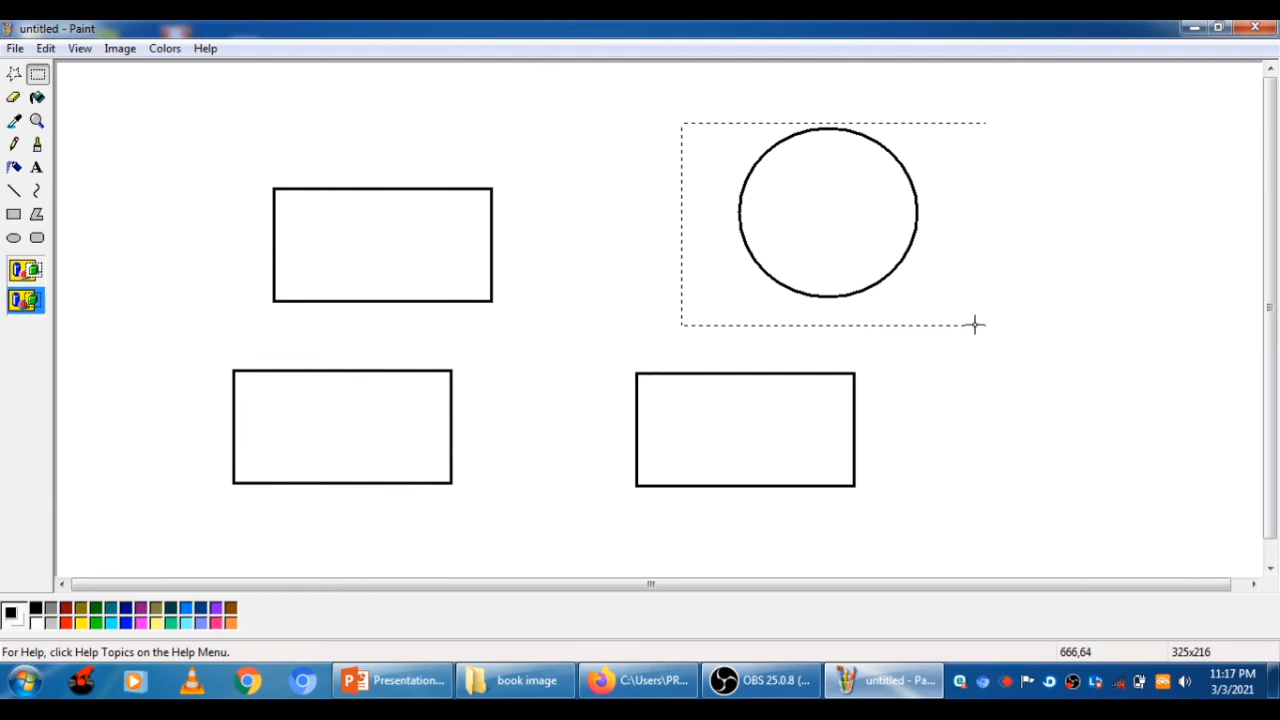 untitled - Paint
File Edit View Image Colors Help
A
For Help, click Help Topics on the Help Menu.
666,64
325x216
Presentation...
book image
C:\Users\PR...
OBS 25.0.8 (...
untitled - Pa...
11:17 PM
3/3/2021